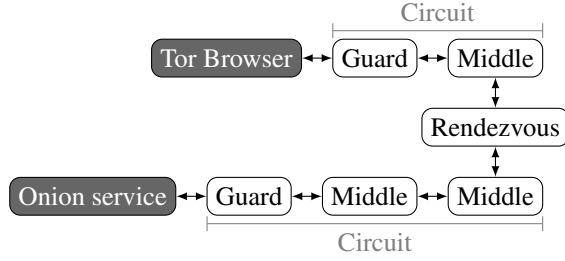 Circuit
Tor Browser Guard Middle
Rendezvous
Onion service Guard Middle Middle
Circuit